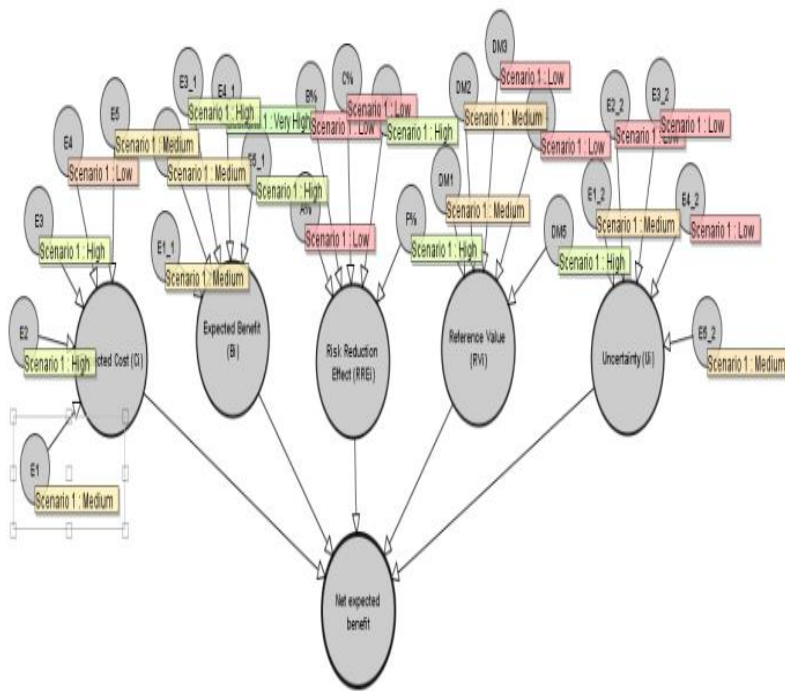 DM3
Scenario 1 : Low
E3_1
E4_1
C%
E3_2
Scenario 1 : High
Scenario 1 : Low
DM2
E2_2
Scenario 1 : Low
E5
B%
1 : Very High
Low
Scenario 1 : High
Scenario 1 : Medium
Scenario 1 : Low
Low
E4
Scenario 1 : Medium
Scenario 1 : Low
Scenario 1 : Medium
E5_1
Scenario 1 : High
DM1
E1_2
E4_2
E3
A%
P%
Scenario 1 : Medium
Scenario 1 : Medium
Scenario 1 : Low
Scenario 1 : Low
DM5
Scenario 1 : High
E1_1
Scenario 1 : High
Scenario 1 : High
Scenario 1 : Medium
E2
Expected Benefit
(Bi)
Risk Reduction
Effect (RREi)
Reference Value
(RVi)
Uncertainty (Ui)
E5_2
Scenario 1 : High
cted Cost (Ci)
Scenario 1 : Medium
E1
Scenario 1 : Medium
Net expected
benefit